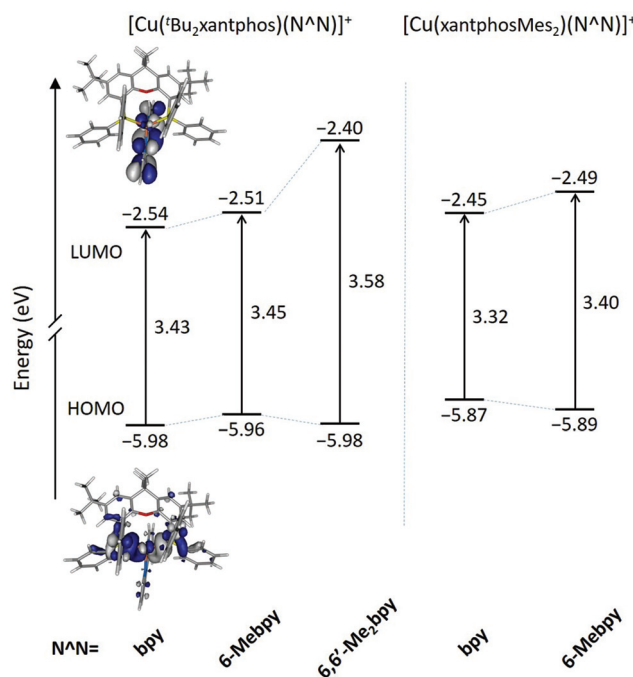 [Cu(ᵗBu₂xantphos)(N^N)]⁺ [Cu(xantphosMes₂)(N^N)]⁺
−2.40
−2.54 −2.51 −2.45 −2.49
LUMO
Energy (eV)
3.43 3.45 3.58 3.32 3.40
HOMO
−5.98 −5.96 −5.98 −5.87 −5.89
N^N= bpy 6-Mebpy 6,6′-Me₂bpy bpy 6-Mebpy